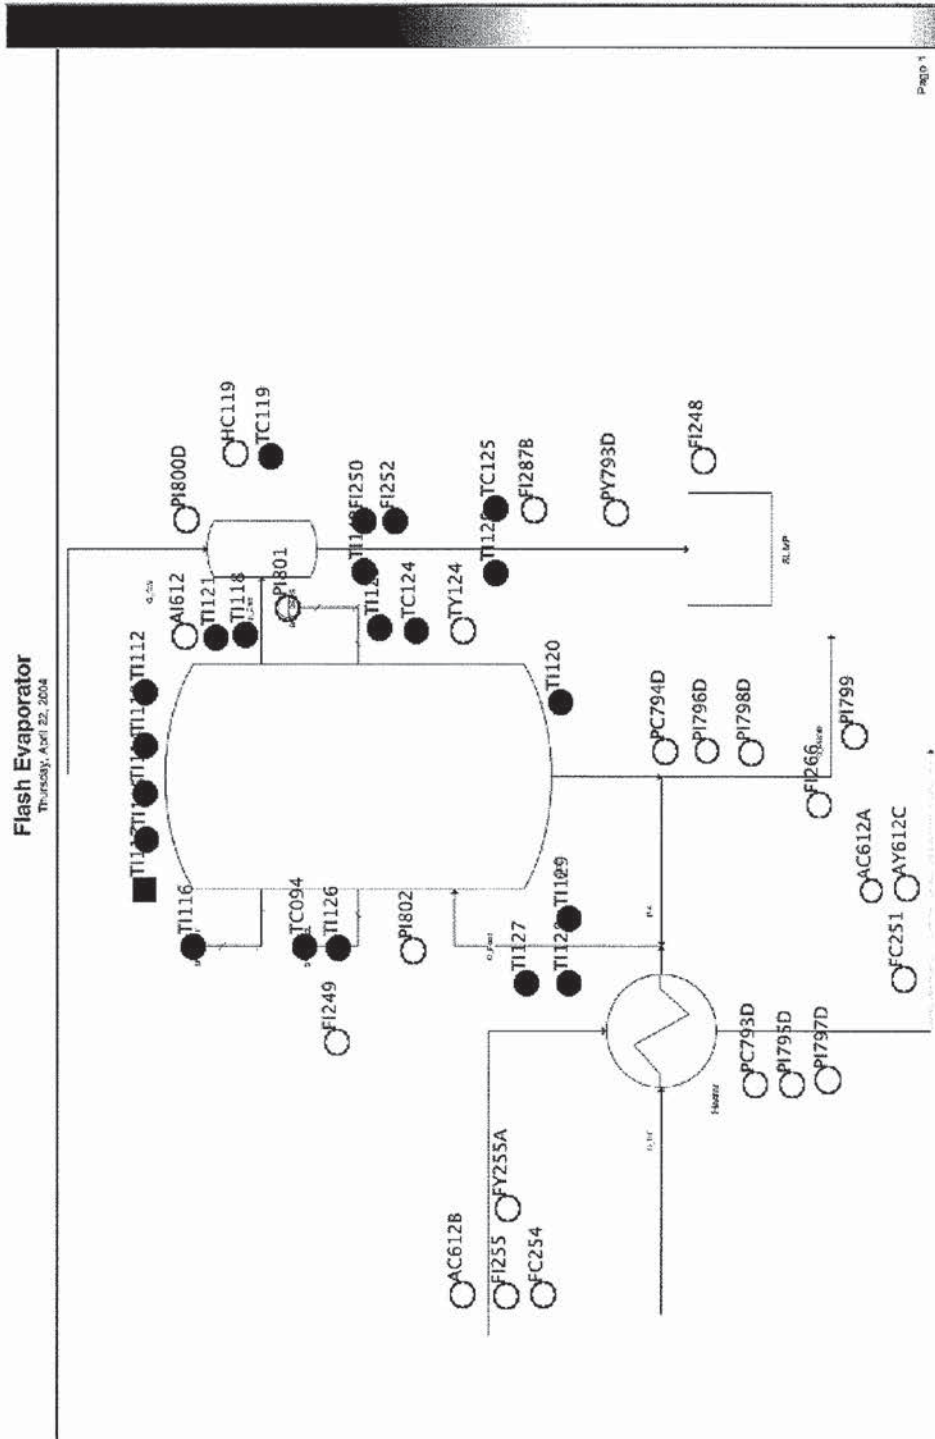 Flash Evaporator
Thursday, April 22, 2004
Page 1
PI800D
HC119
TC119
AI612
TI121
TI118
PI801
FI250
FI252
TC124
TY124
TC125
FI287B
PY793D
FI248
TI112
TI116
TC094
TI126
PI802
FI249
TI127
TI129
TI120
PC794D
PI796D
PI798D
FI266
PI799
AC612A
AY612C
FC251
PC793D
PI795D
PI797D
AC612B
FI255
FY255A
FC254